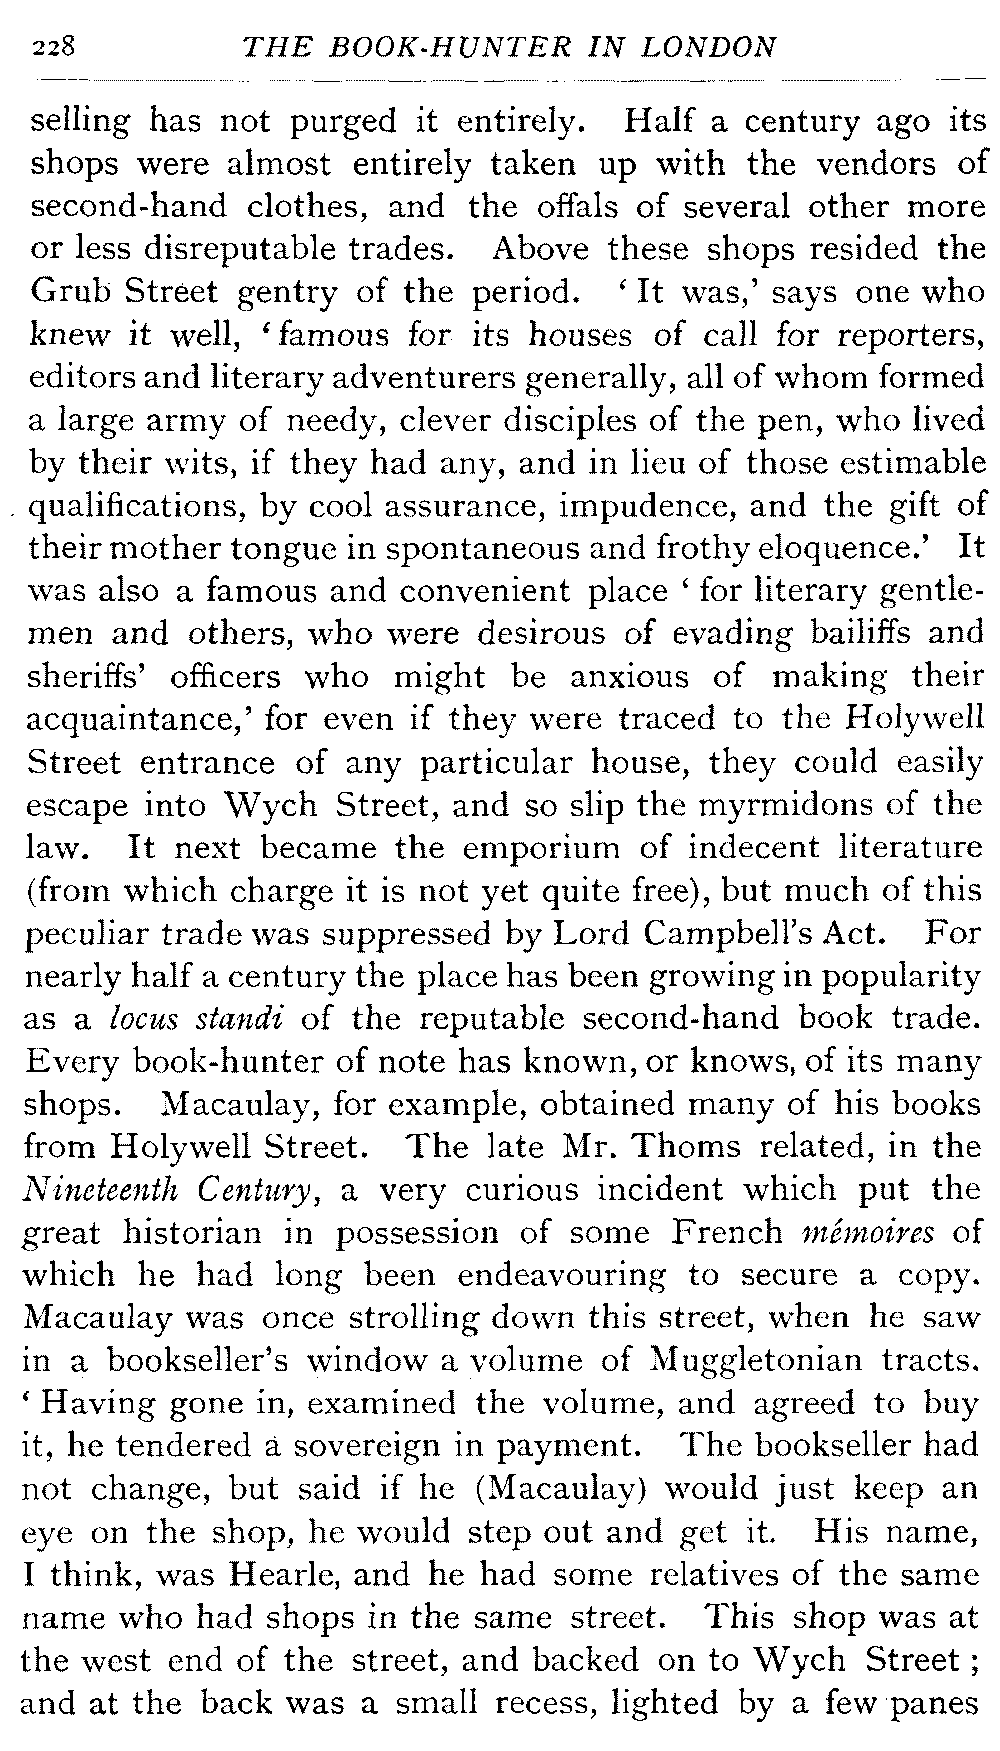 228 THE BOOK-HUNTER IN LONDON
selling has not purged it entirely. Half a century ago its
shops were almost entirely taken up with the vendors of
second-hand clothes, and the offals of several other more
or less disreputable trades. Above these shops resided the
Grub Street gentry of the period. ‘ It was,’ says one who
knew it well, ‘ famous for its houses of call for reporters,
editors and literary adventurers generally, all of whom formed
a large army of needy, clever disciples of the pen, who lived
by their wits, if they had any, and in lieu of those estimable
qualifications, by cool assurance, impudence, and the gift of
their mother tongue in spontaneous and frothy eloquence.’ It
was also a famous and convenient place ‘ for literary gentle-
men and others, who were desirous of evading bailiffs and
sheriffs’ officers who might be anxious of making their
acquaintance,’ for even if they were traced to the Holywell
Street entrance of any particular house, they could easily
escape into Wych Street, and so slip the myrmidons of the
law. It next became the emporium of indecent literature
(from which charge it is not yet quite free), but much of this
peculiar trade was suppressed by Lord Campbell’s Act. For
nearly half a century the place has been growing in popularity
as a locus standi of the reputable second-hand book trade.
Every book-hunter of note has known, or knows, of its many
shops. Macaulay, for example, obtained many of his books
from Holywell Street. The late Mr. Thoms related, in the
Nineteenth Century, a very curious incident which put the
great historian in possession of some French mémoires of
which he had long been endeavouring to secure a copy.
Macaulay was once strolling down this street, when he saw
in a bookseller’s window a volume of Muggletonian tracts.
‘ Having gone in, examined the volume, and agreed to buy
it, he tendered a sovereign in payment. The bookseller had
not change, but said if he (Macaulay) would just keep an
eye on the shop, he would step out and get it. His name,
I think, was Hearle, and he had some relatives of the same
name who had shops in the same street. This shop was at
the west end of the street, and backed on to Wych Street ;
and at the back was a small recess, lighted by a few panes